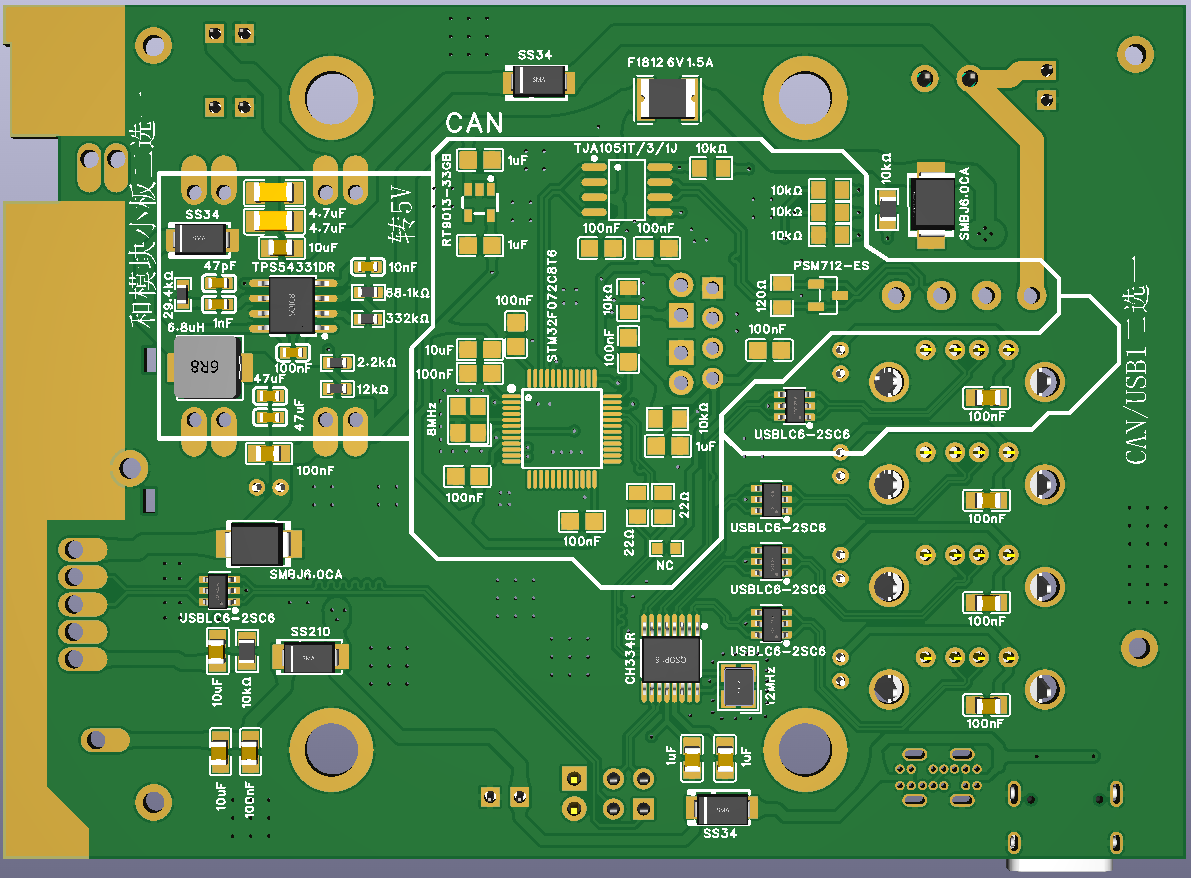 SS34
F1812 6V 1.5A
CAN
TJA1051T/3/1J
10kΩ
1uF
RT9013-33GB
1uF
100nF
100nF
10kΩ
10kΩ
10kΩ
10kΩ
SMBJ6.0CA
和模块小板二选一
转5V
SS34
4.7uF
4.7uF
10uF
47pF
TPS54331DR
10nF
29.4kΩ
68.1kΩ
1nF
332kΩ
6.8uH
6R8
100nF
2.2kΩ
47uF
12kΩ
47uF
100nF
STM32F072C8T6
100nF
10kΩ
10uF
100nF
100nF
8MHz
100nF
PSM712-ES
120Ω
100nF
CAN/USB1二选一
10kΩ
1uF
USBLC6-2SC6
100nF
100nF
22Ω
22Ω
NC
USBLC6-2SC6
100nF
USBLC6-2SC6
100nF
USBLC6-2SC6
100nF
SMBJ6.0CA
USBLC6-2SC6
SS210
SMA
10uF
10kΩ
CH334R
12MHz
10uF
100nF
1uF
1uF
SS34